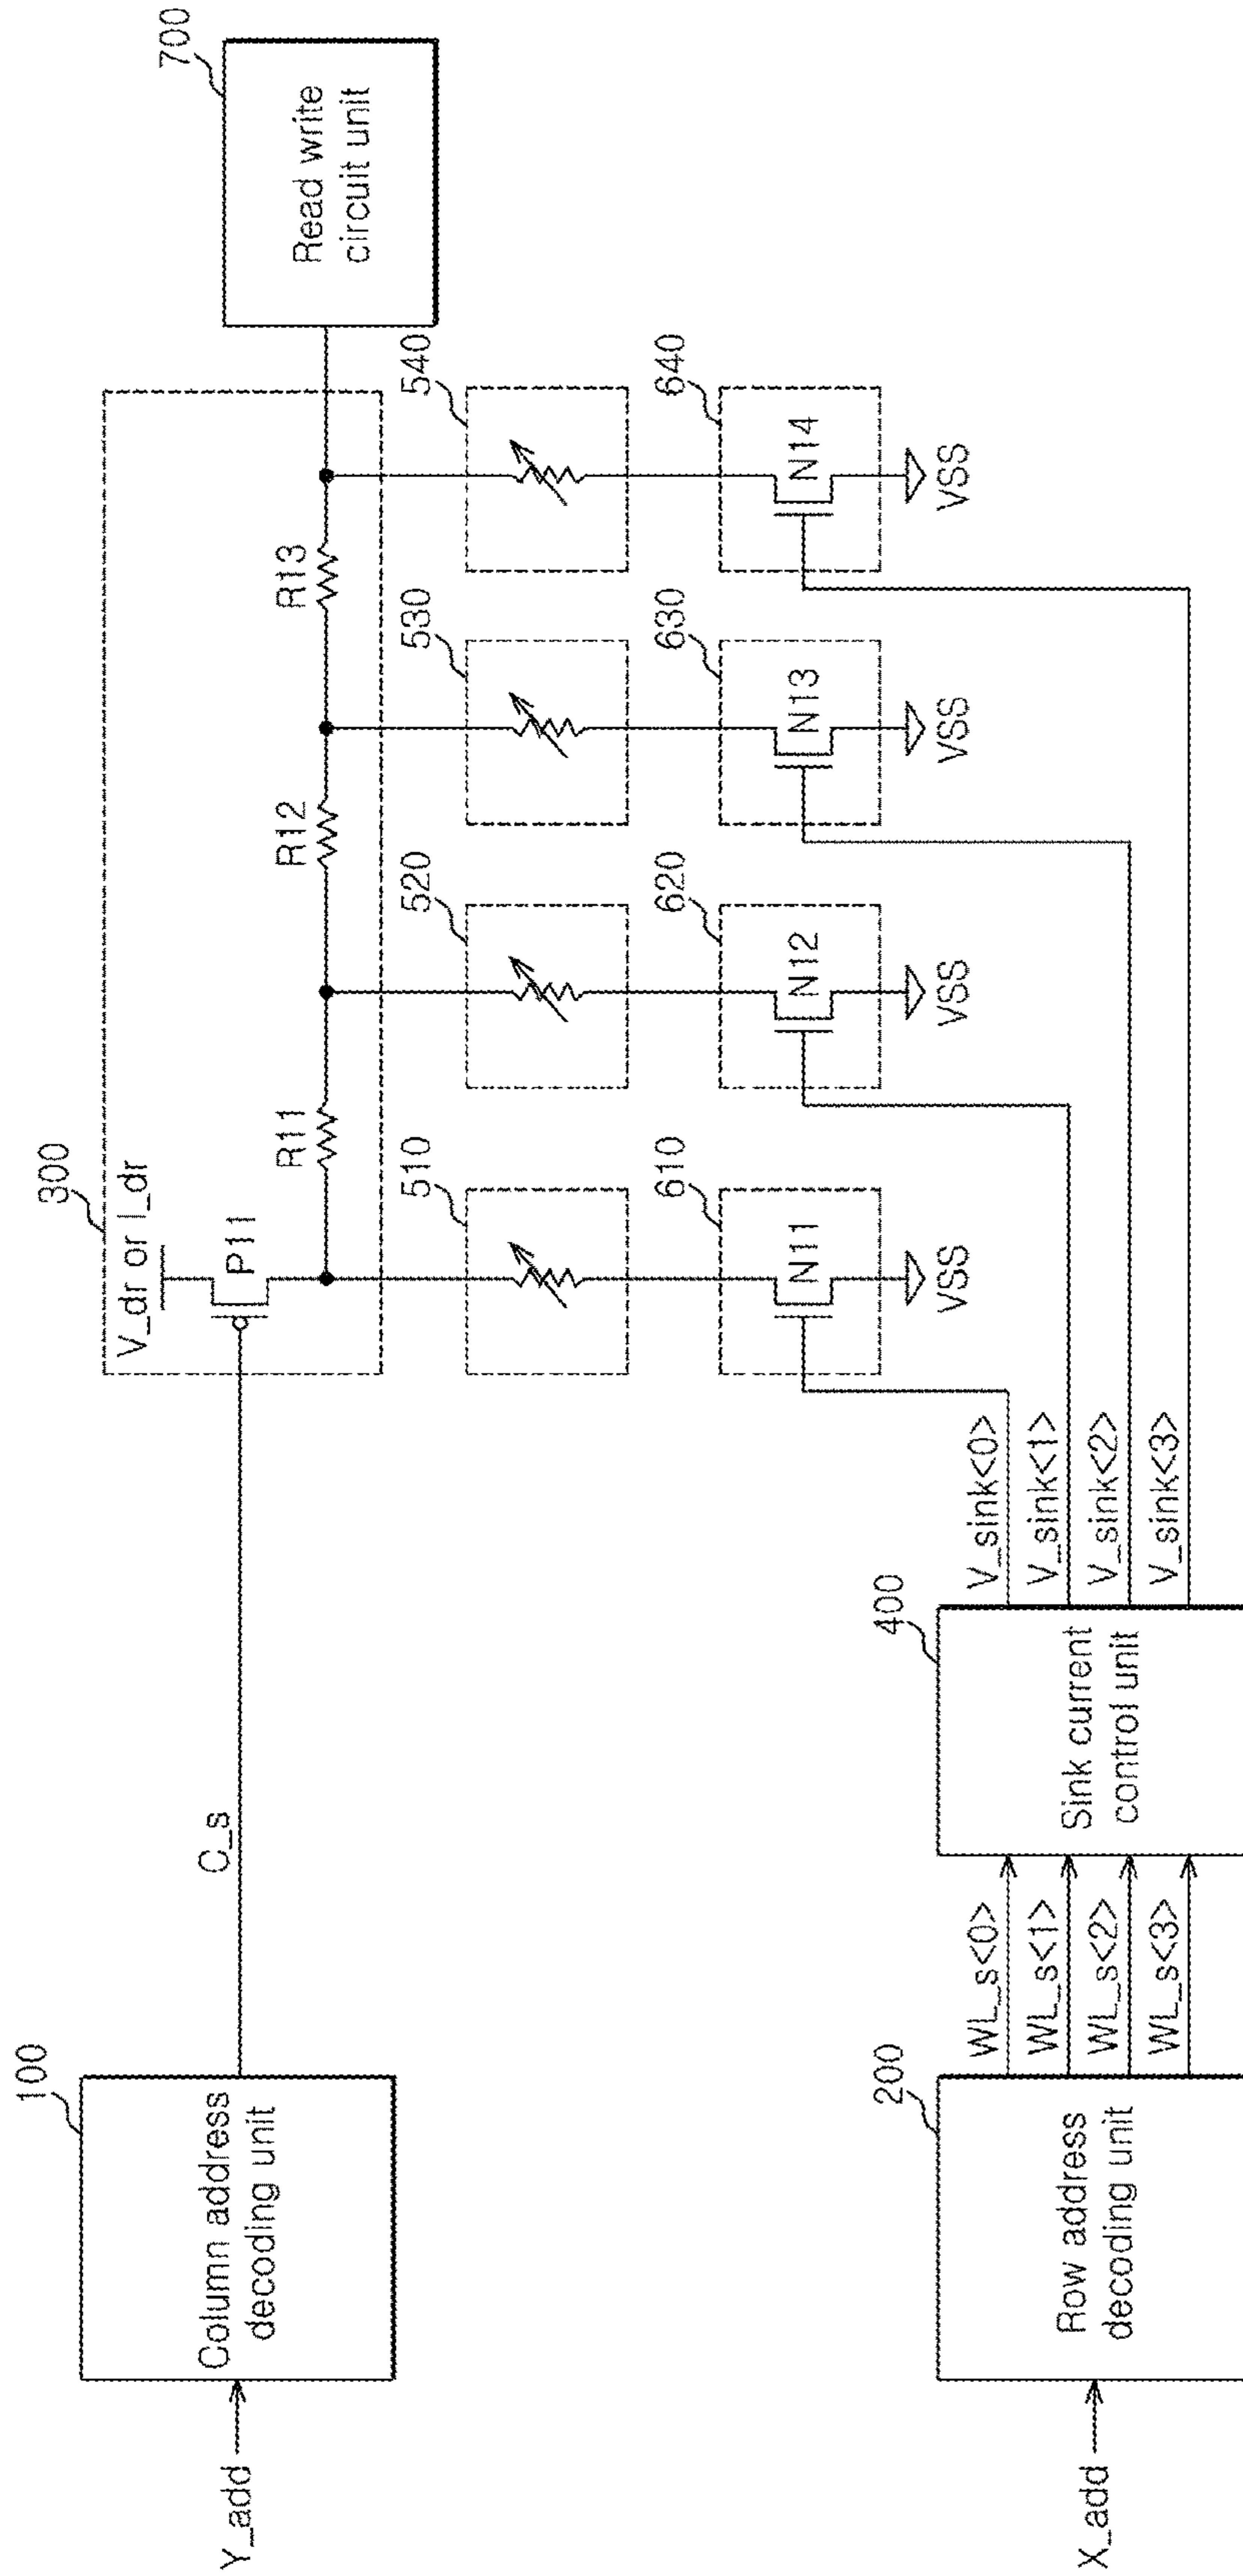 Y_add
100
Column address
decoding unit
C_s
300
V_dr or I_dr
P11
R11
R12
R13
700
Read write
circuit unit
510
520
530
540
610
N11
VSS
620
N12
VSS
630
N13
VSS
640
N14
VSS
X_add
200
Row address
decoding unit
WL_s<0>
WL_s<1>
WL_s<2>
WL_s<3>
400
Sink current
control unit
V_sink<0>
V_sink<1>
V_sink<2>
V_sink<3>